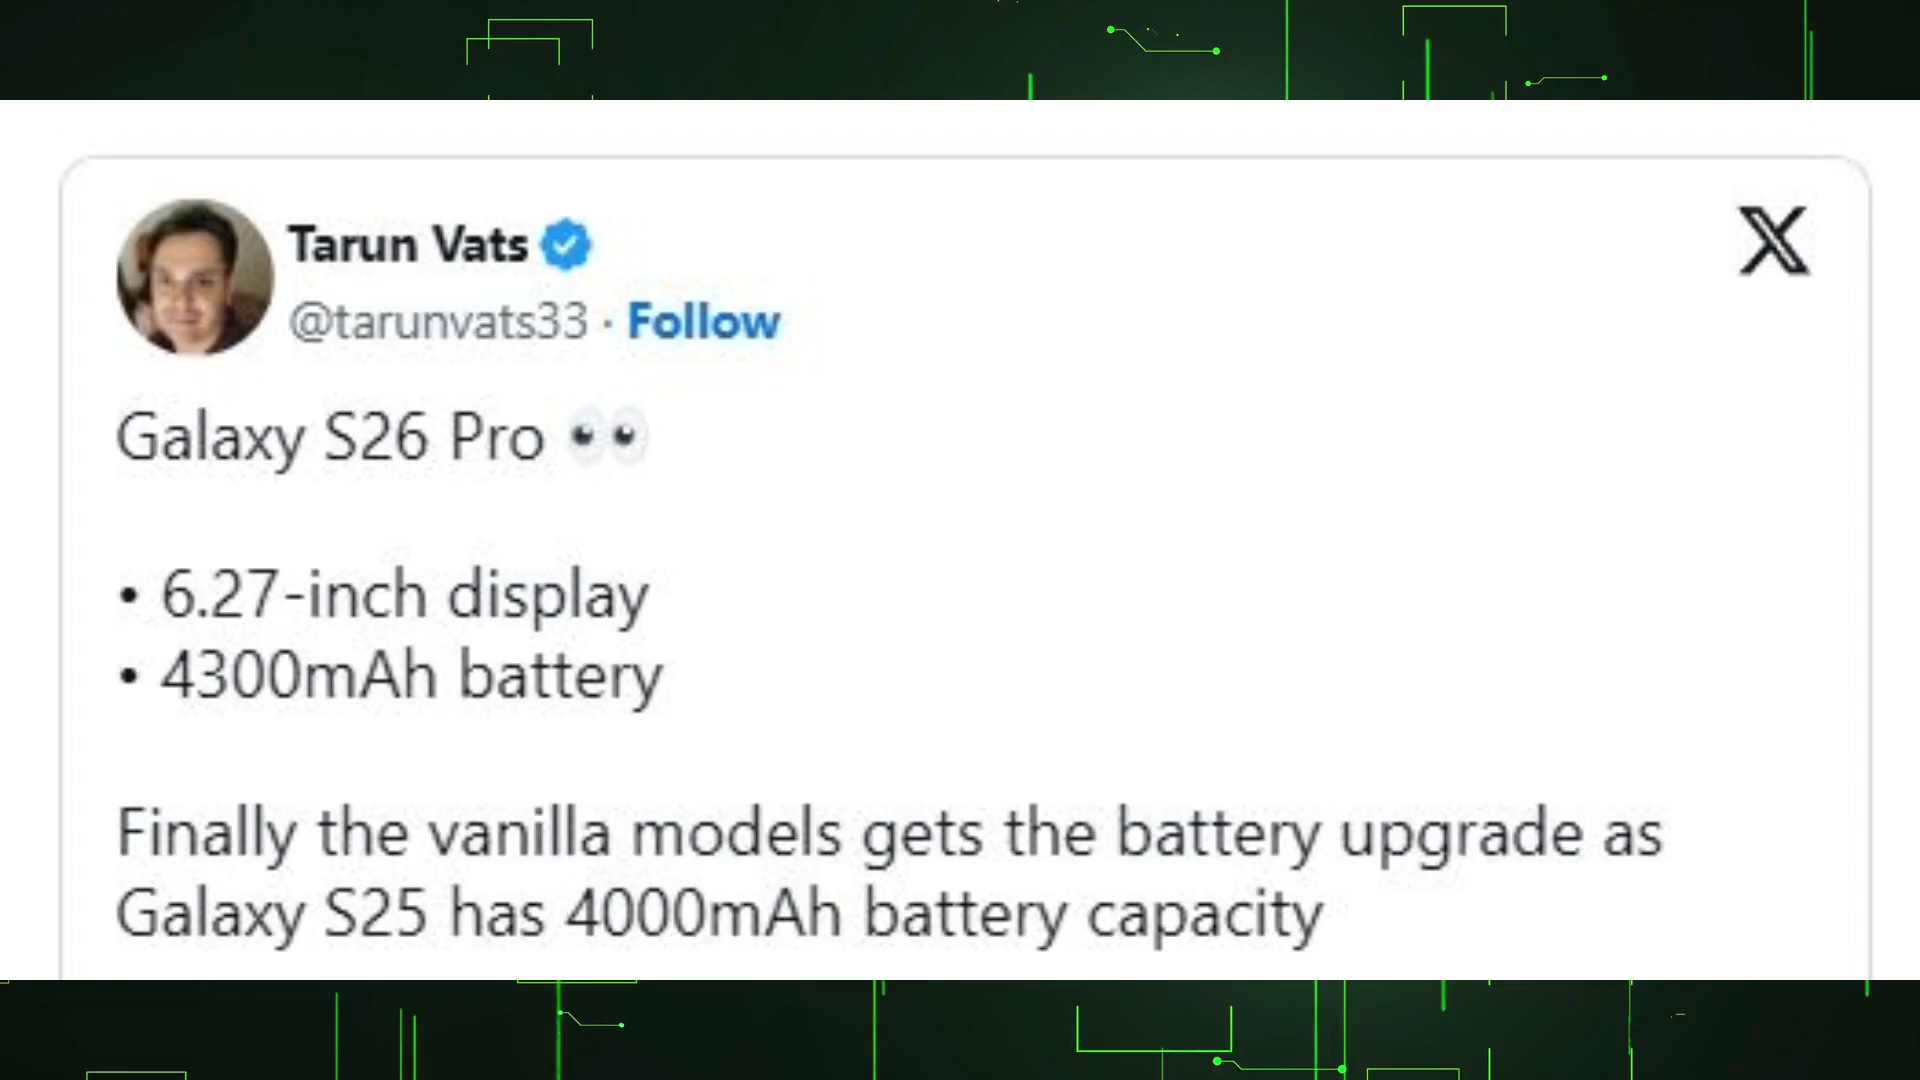 Tarun Vats
@tarunvats33 · Follow
Galaxy S26 Pro 👀
• 6.27-inch display
• 4300mAh battery
Finally the vanilla models gets the battery upgrade as
Galaxy S25 has 4000mAh battery capacity